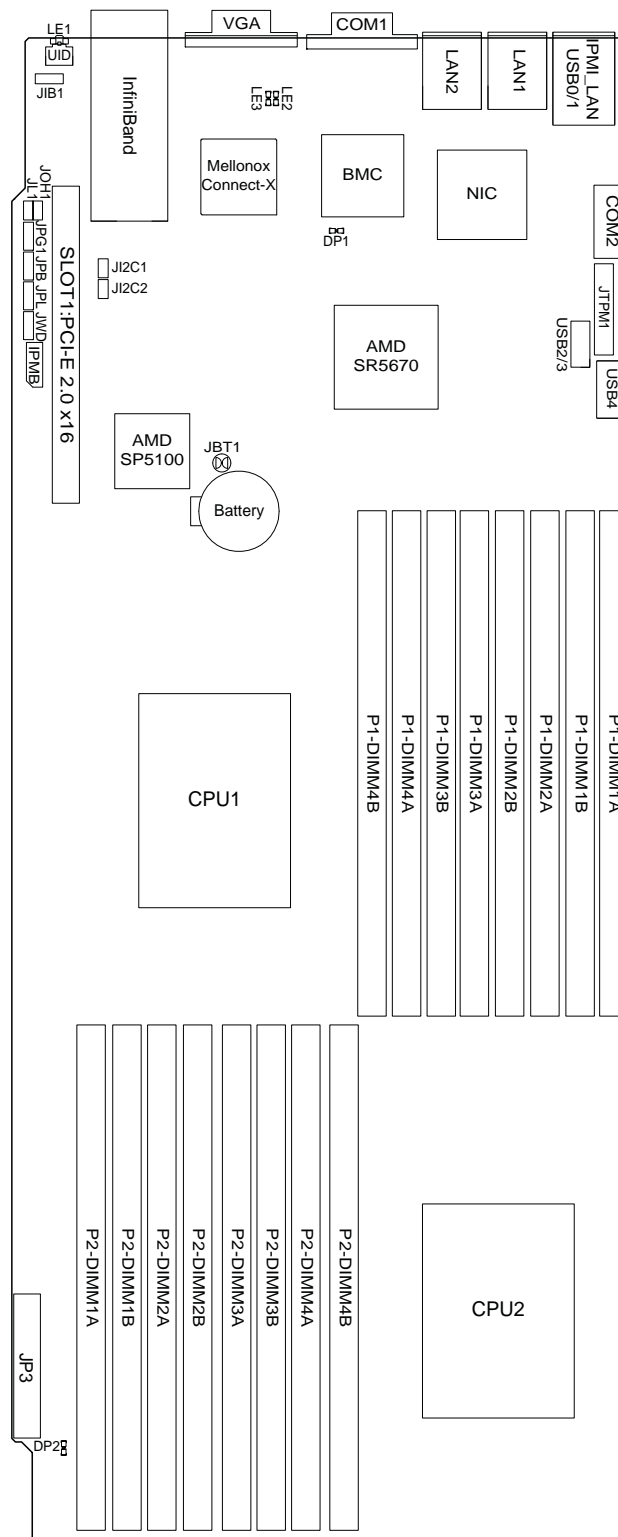 LE1
UID
JIB1
InfiniBand
VGA
COM1
LAN2
LAN1
IPMI_LAN
USB0/1
LE3
LE2
Mellonox
Connect-X
BMC
NIC
DP1
COM2
JOH1
JL1
JPG1
JPB
JPL
JWD
IPMB
SLOT1:PCI-E 2.0 x16
JI2C1
JI2C2
JTPM1
USB2/3
USB4
AMD
SR5670
AMD
SP5100
JBT1
Battery
P1-DIMM4B
P1-DIMM4A
P1-DIMM3B
P1-DIMM3A
P1-DIMM2B
P1-DIMM2A
P1-DIMM1B
P1-DIMM1A
CPU1
P2-DIMM1A
P2-DIMM1B
P2-DIMM2A
P2-DIMM2B
P2-DIMM3A
P2-DIMM3B
P2-DIMM4A
P2-DIMM4B
CPU2
JP3
DP2